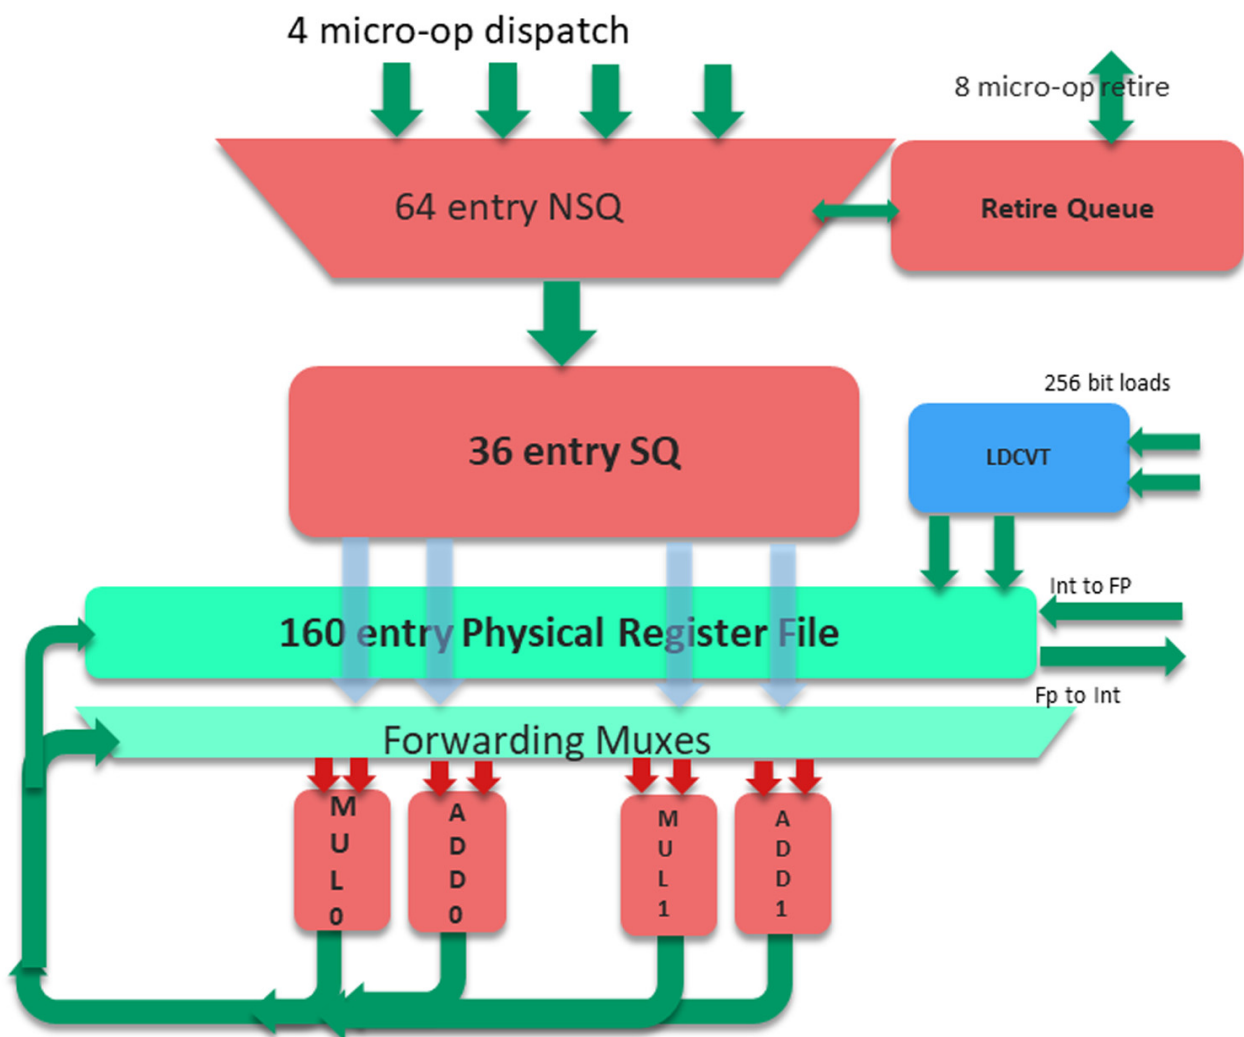 4 micro-op dispatch
8 micro-op retire
64 entry NSQ
Retire Queue
256 bit loads
36 entry SQ
LDCVT
Int to FP
160 entry Physical Register File
Fp to Int
Forwarding Muxes
MUL0
ADD0
MUL1
ADD1